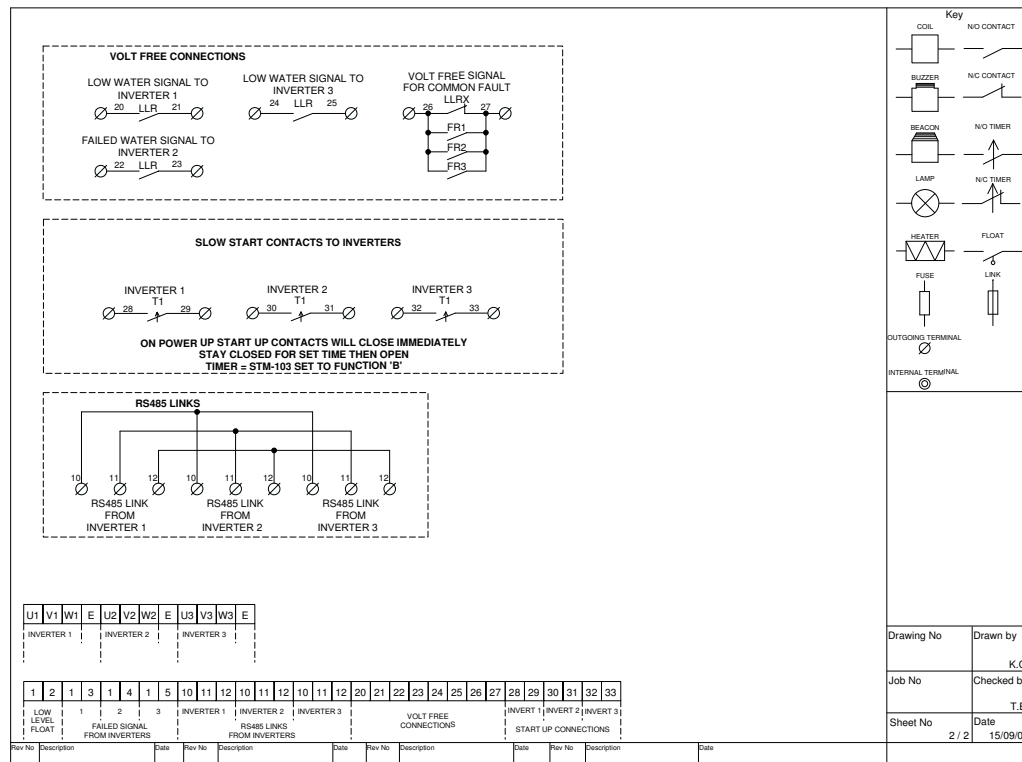 VOLT FREE CONNECTIONS
LOW WATER SIGNAL TO
INVERTER 1
20 LLR 21
LOW WATER SIGNAL TO
INVERTER 3
24 LLR 25
VOLT FREE SIGNAL
FOR COMMON FAULT
LLRX
26 27
FR1
FR2
FR3
FAILED WATER SIGNAL TO
INVERTER 2
22 LLR 23
SLOW START CONTACTS TO INVERTERS
INVERTER 1
T1
28 29
INVERTER 2
T1
30 31
INVERTER 3
T1
32 33
ON POWER UP START UP CONTACTS WILL CLOSE IMMEDIATELY
STAY CLOSED FOR SET TIME THEN OPEN
TIMER = STM-103 SET TO FUNCTION 'B'
RS485 LINKS
10 11 12 10 11 12 10 11 12
RS485 LINK
FROM
INVERTER 1
RS485 LINK
FROM
INVERTER 2
RS485 LINK
FROM
INVERTER 3
U1 V1 W1 E U2 V2 W2 E U3 V3 W3 E
INVERTER 1 INVERTER 2 INVERTER 3
1 2 1 3 1 4 1 5 10 11 12 10 11 12 10 11 12 20 21 22 23 24 25 26 27 28 29 30 31 32 33
LOW
LEVEL
FLOAT
1 2 3
FAILED SIGNAL
FROM INVERTERS
INVERTER 1 INVERTER 2 INVERTER 3
RS485 LINKS
FROM INVERTERS
VOLT FREE
CONNECTIONS
INVERT 1 INVERT 2 INVERT 3
START UP CONNECTIONS
Rev No Description Date Rev No Description Date Rev No Description Date Rev No Description Date
Key
COIL N/O CONTACT
BUZZER N/C CONTACT
BEACON N/O TIMER
LAMP N/C TIMER
HEATER FLOAT
FUSE LINK
OUTGOING TERMINAL
INTERNAL TERMINAL
Drawing No Drawn by
Job No Checked b
T.
Sheet No Date
2 / 2 15/09/0